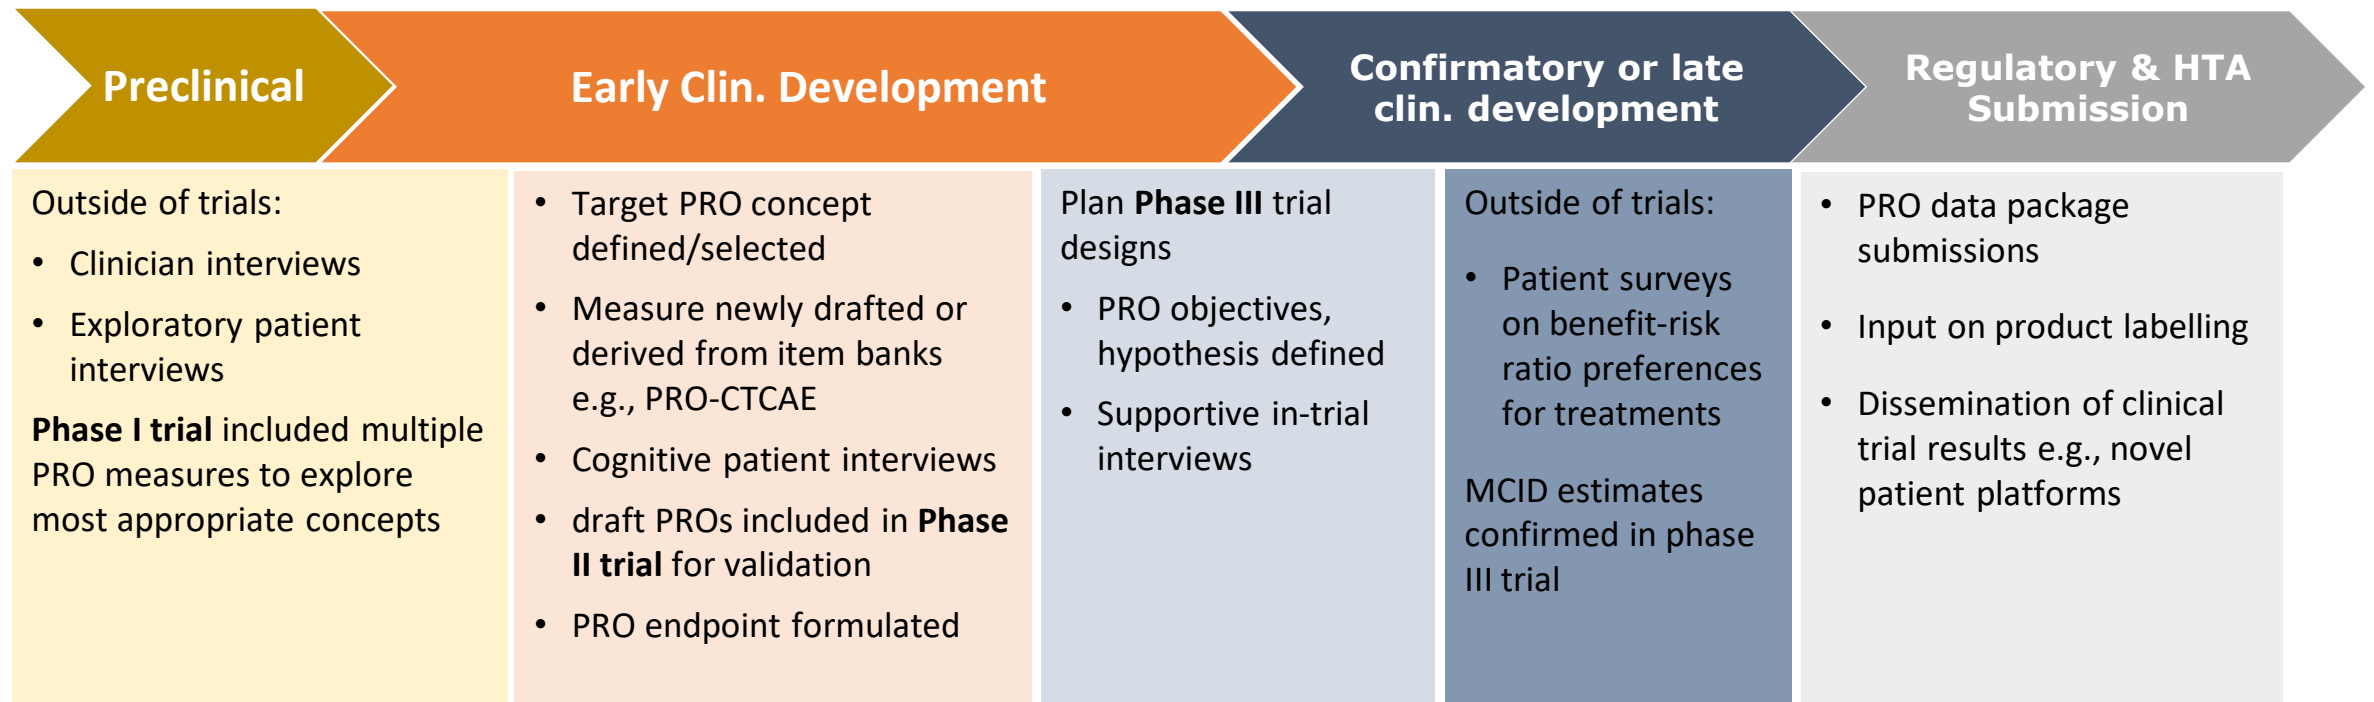 Preclinical
Early Clin. Development
Confirmatory or late
clin. development
Regulatory & HTA
Submission
Outside of trials:
• Clinician interviews
• Exploratory patient
interviews
Phase I trial included multiple
PRO measures to explore
most appropriate concepts
• Target PRO concept
defined/selected
• Measure newly drafted or
derived from item banks
e.g., PRO-CTCAE
• Cognitive patient interviews
• draft PROs included in Phase
II trial for validation
• PRO endpoint formulated
Plan Phase III trial
designs
• PRO objectives,
hypothesis defined
• Supportive in-trial
interviews
Outside of trials:
• Patient surveys
on benefit-risk
ratio preferences
for treatments
MCID estimates
confirmed in phase
III trial
• PRO data package
submissions
• Input on product labelling
• Dissemination of clinical
trial results e.g., novel
patient platforms